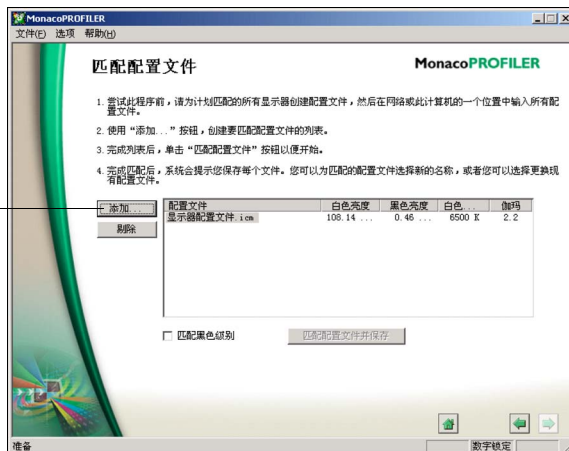 MonacoPROFILER
文件(F) 选项 帮助(H)
匹配配置文件
MonacoPROFILER
1. 尝试此程序前，请为计划匹配的所有显示器创建配置文件，然后在网络或此计算机的一个位置中输入所有配
置文件。
2. 使用“添加...”按钮，创建要匹配配置文件的列表。
3. 完成列表后，单击“匹配配置文件”按钮以便开始。
4. 完成匹配后，系统会提示您保存每个文件。您可以为匹配的配置文件选择新的名称，或者您可以选择更换现
有配置文件。
添加...
剔除
配置文件 白色亮度 黑色亮度 白色... 伽玛
显示器配置文件.icm 108.14 ... 0.46 ... 6500 K 2.2
匹配黑色级别
匹配配置文件并保存
准备
数字锁定